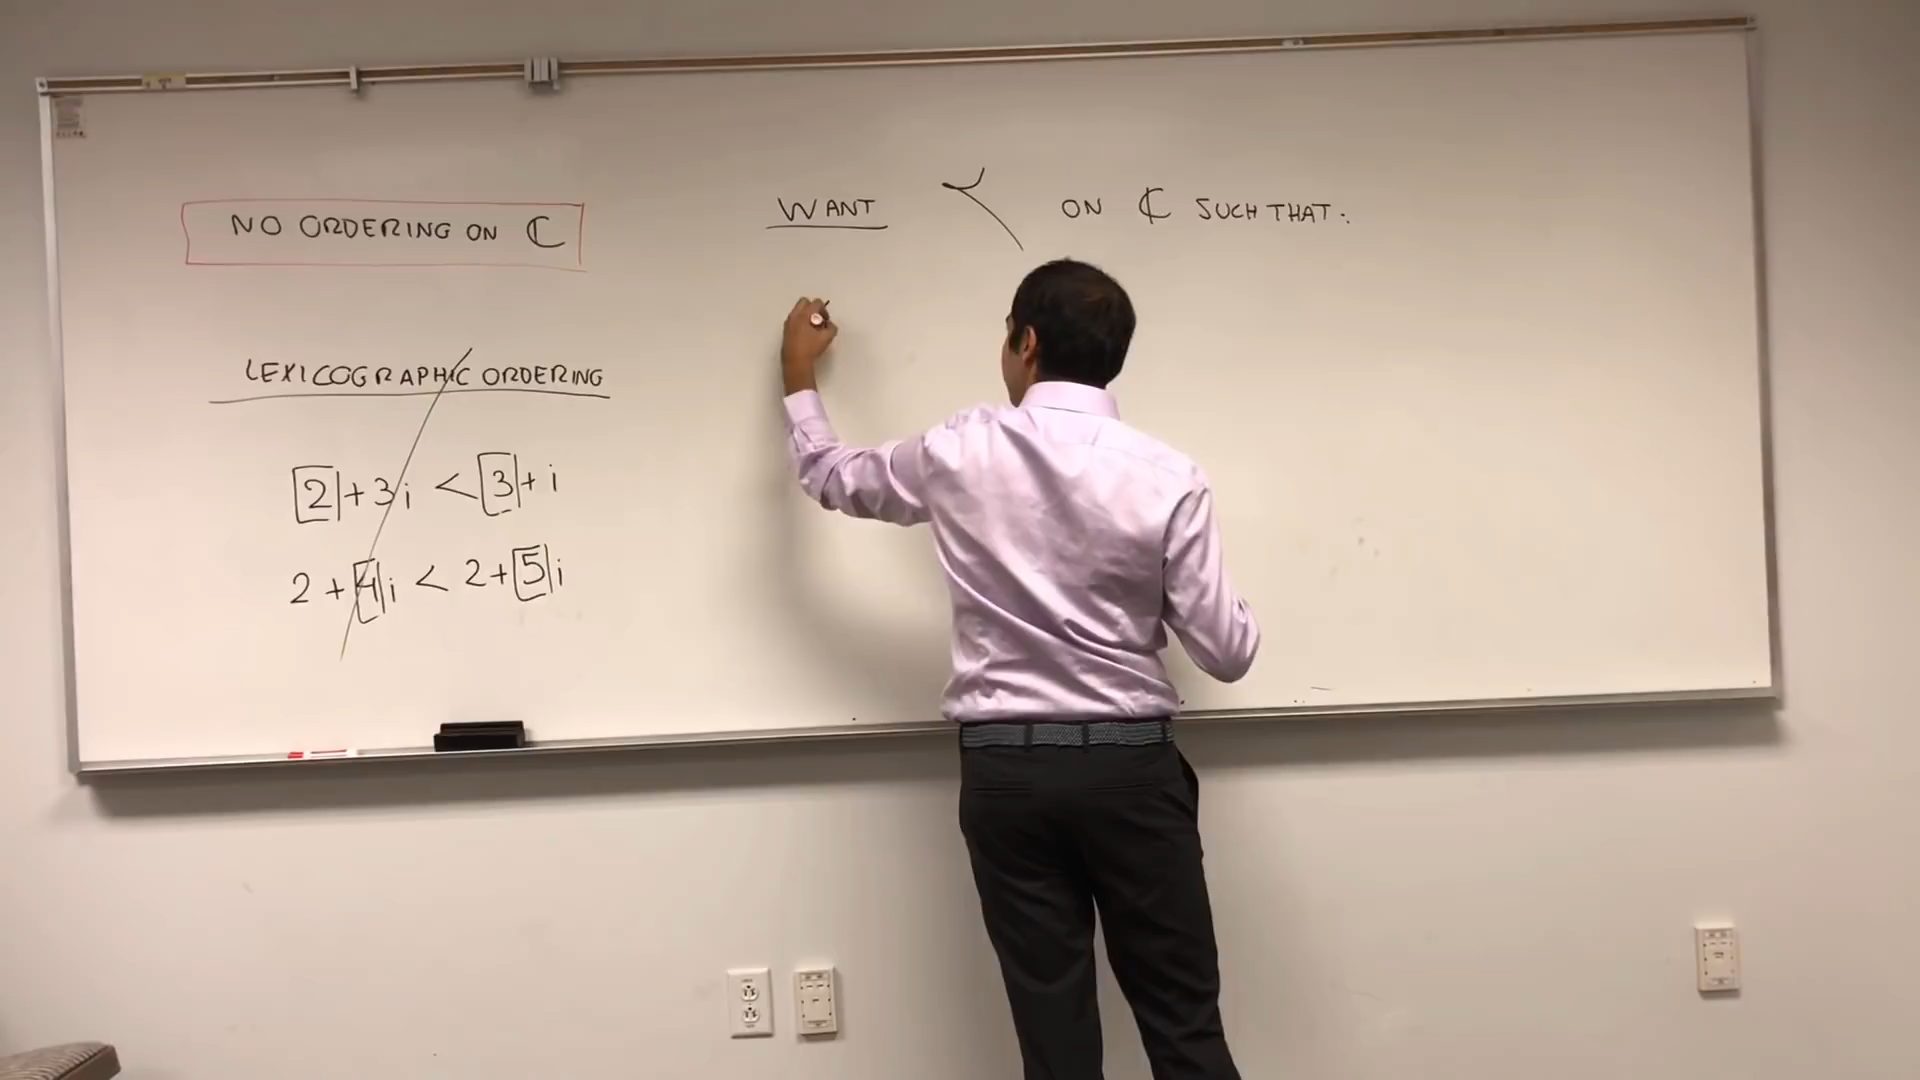 NO ORDERING ON ℂ
LEXICOGRAPHIC ORDERING
2 + 3i < 3 + i
2 + 4i < 2 + 5i
WANT ≺ ON ℂ SUCH THAT: